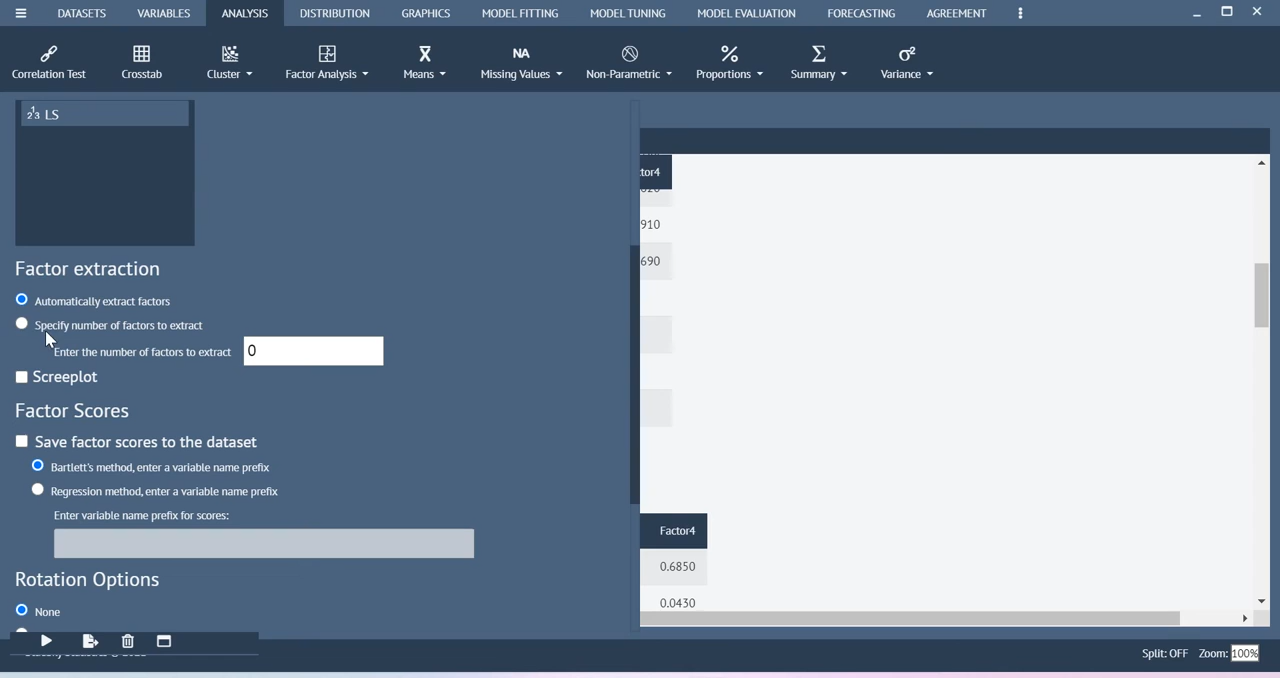 DATASETS VARIABLES ANALYSIS DISTRIBUTION GRAPHICS MODEL FITTING MODEL TUNING MODEL EVALUATION FORECASTING AGREEMENT
NA σ²
Correlation Test Crosstab Cluster Factor Analysis Means Missing Values Non-Parametric Proportions Summary Variance
LS
tor4
910
690
Factor extraction
Automatically extract factors
Specify number of factors to extract
Enter the number of factors to extract 0
Screeplot
Factor Scores
Save factor scores to the dataset
Bartlett's method, enter a variable name prefix
Regression method, enter a variable name prefix
Enter variable name prefix for scores:
Factor4
0.6850
0.0430
Rotation Options
None
Split: OFF Zoom: 100%